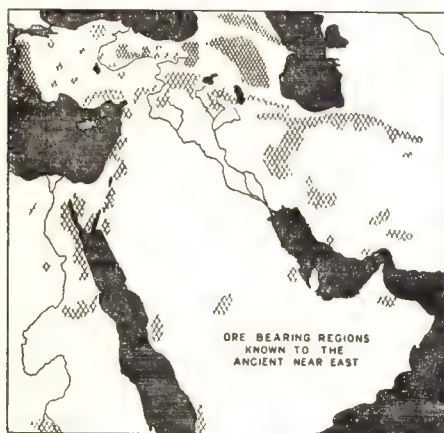 ORE BEARING REGIONS
KNOWN TO THE
ANCIENT NEAR EAST